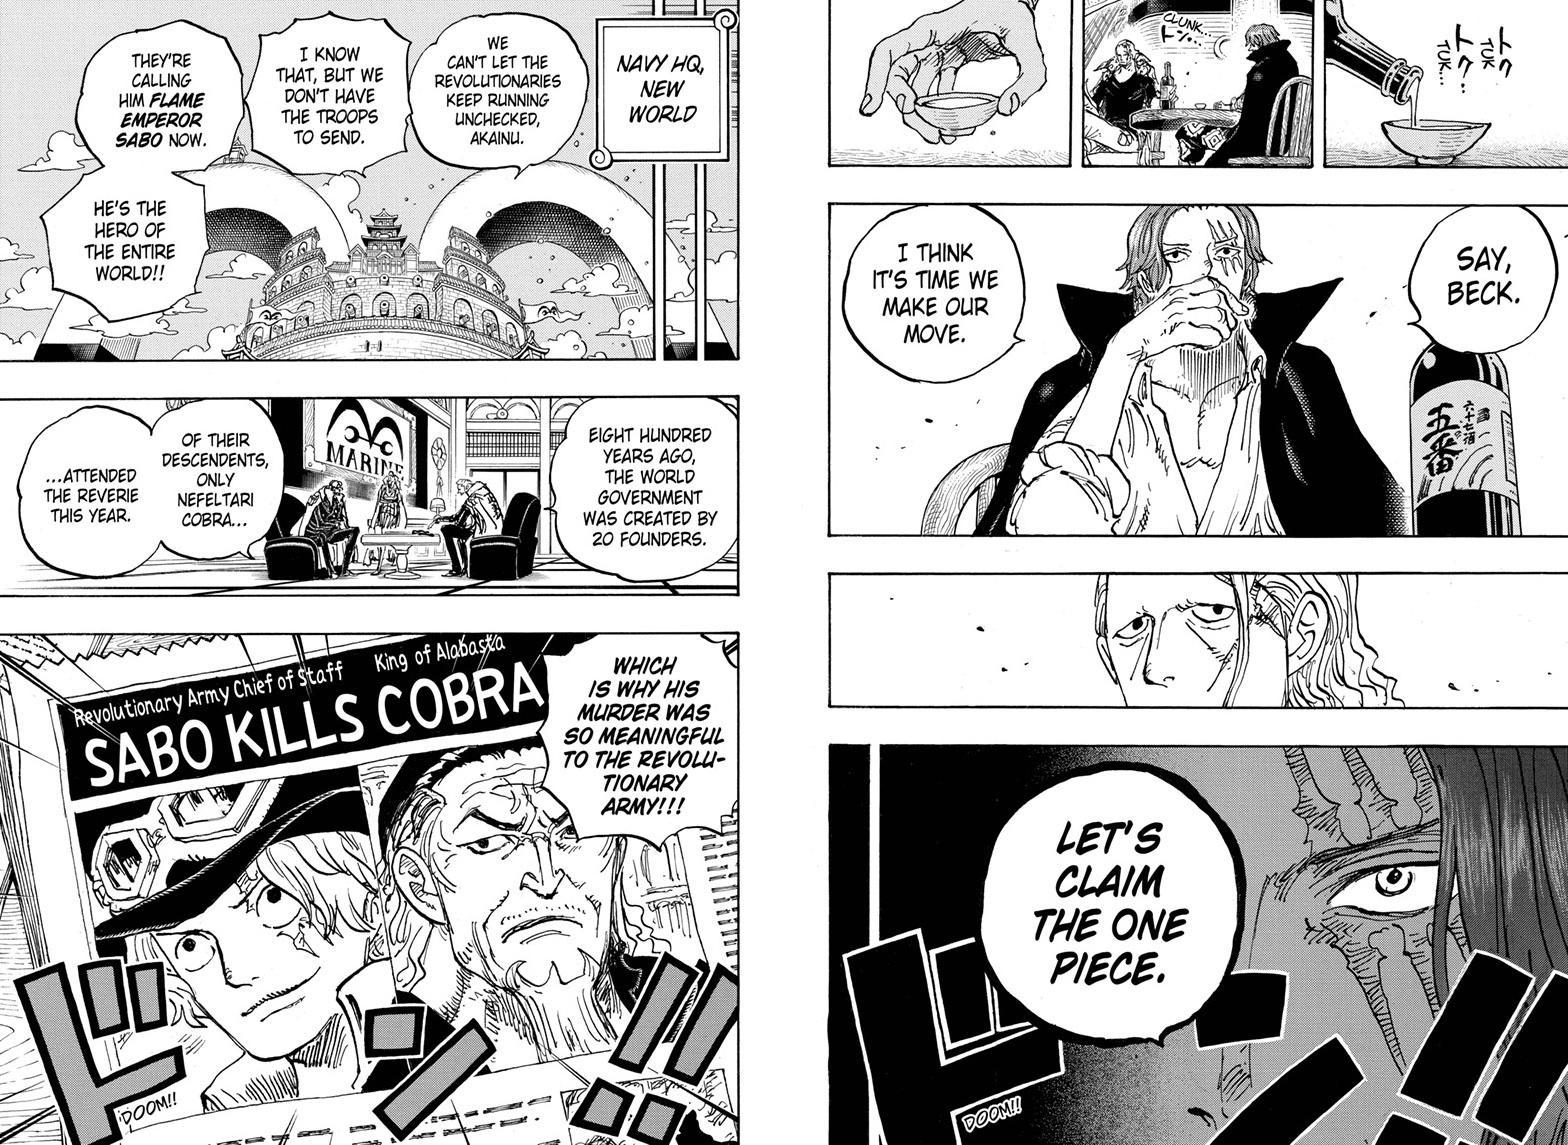 トク
TUK
トク...
TUK...
CLUNK...
トン...
SAY,
BECK.
I THINK
IT'S TIME WE
MAKE OUR
MOVE.
五番
LET'S
CLAIM
THE ONE
PIECE.
ドン!!
DOOM!!
NAVY HQ,
NEW
WORLD
WE
CAN'T LET THE
REVOLUTIONARIES
KEEP RUNNING
UNCHECKED,
AKAINU.
I KNOW
THAT, BUT WE
DON'T HAVE
THE TROOPS
TO SEND.
THEY'RE
CALLING
HIM FLAME
EMPEROR
SABO NOW.
HE'S THE
HERO OF
THE ENTIRE
WORLD!!
EIGHT HUNDRED
YEARS AGO,
THE WORLD
GOVERNMENT
WAS CREATED BY
20 FOUNDERS.
MARINE
OF THEIR
DESCENDENTS,
ONLY
NEFELTARI
COBRA...
...ATTENDED
THE REVERIE
THIS YEAR.
WHICH
IS WHY HIS
MURDER WAS
SO MEANINGFUL
TO THE REVOLU-
TIONARY
ARMY!!!
Revolutionary Army Chief of Staff
King of Alabasta
SABO KILLS COBRA
ドン!!
DOOM!!